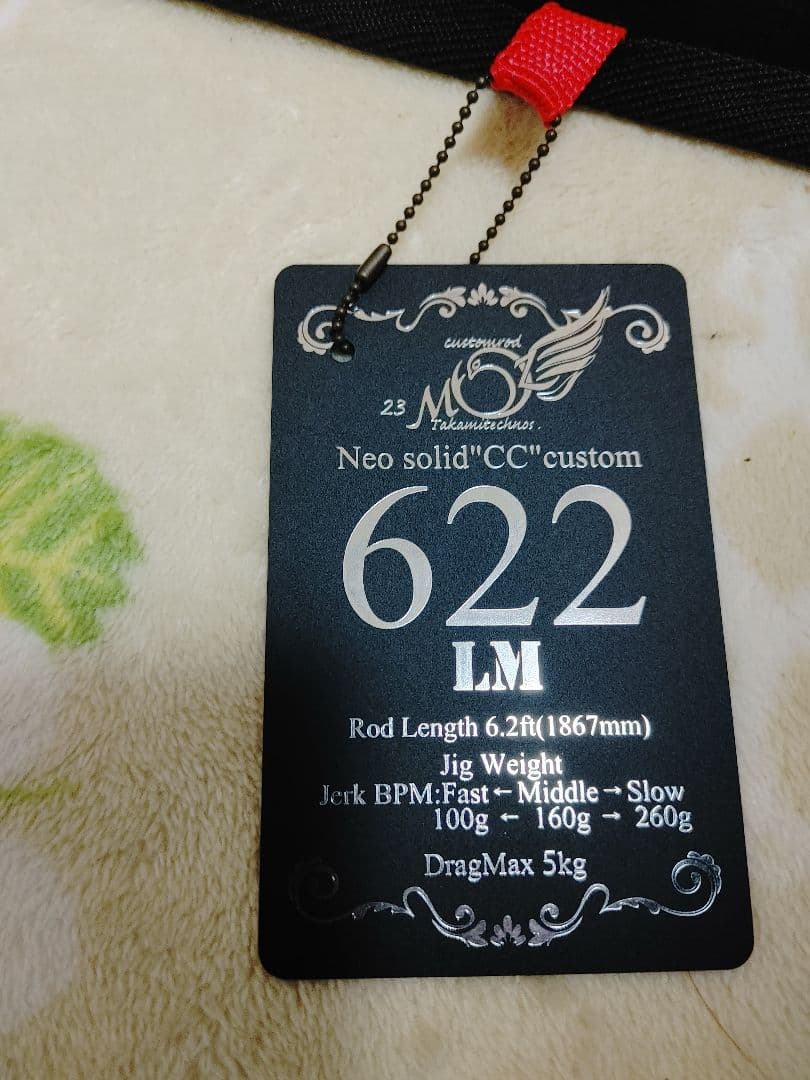 customrod
23 MOZ
Takamitechnos.
Neo solid"CC"custom
622
LM
Rod Length 6.2ft(1867mm)
Jig Weight
Jerk BPM:Fast←Middle→Slow
100g ← 160g → 260g
DragMax 5kg